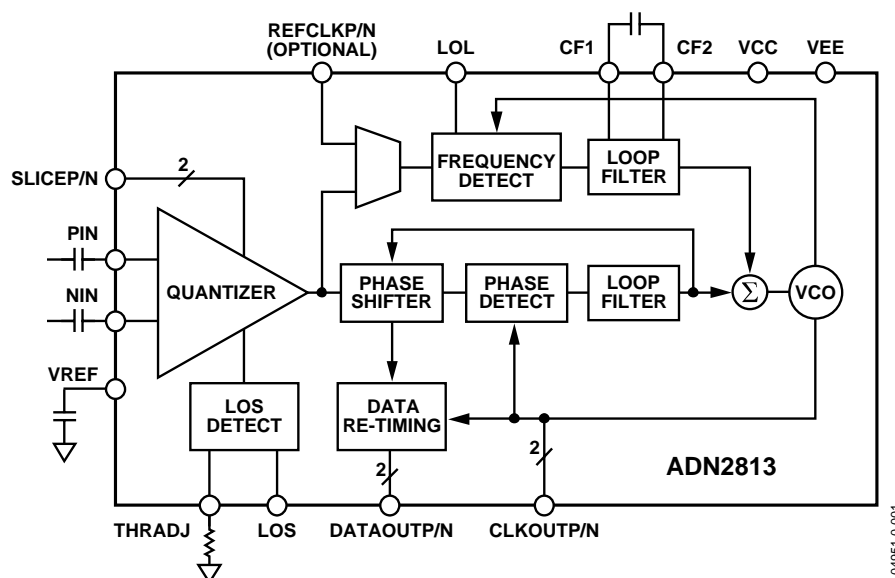 REFCLKP/N
(OPTIONAL)
LOL
CF1
CF2
VCC
VEE
SLICEP/N
2
FREQUENCY
DETECT
LOOP
FILTER
PIN
NIN
QUANTIZER
PHASE
SHIFTER
PHASE
DETECT
LOOP
FILTER
Σ
VCO
VREF
LOS
DETECT
DATA
RE-TIMING
2
2
ADN2813
THRADJ
LOS
DATAOUTP/N
CLKOUTP/N
04951-0-001